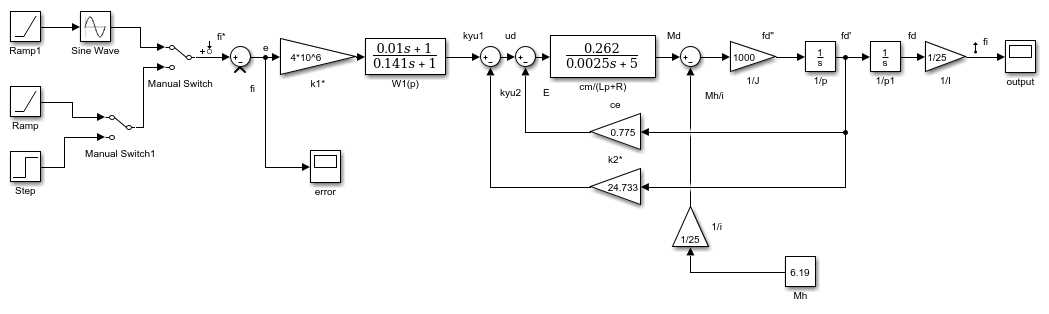 Ramp1
Sine Wave
Manual Switch
Ramp
Manual Switch1
Step
fi*
+
fi
e
4*10^6
k1*
0.01s + 1
0.141s + 1
W1(p)
error
kyu1
+
-
ud
kyu2
+
-
E
0.262
0.0025s + 5
cm/(Lp+R)
ce
0.775
k2*
24.733
Md
+
-
Mh/i
1/25
1/i
6.19
Mh
fd"
1000
1/J
1
s
1/p
fd'
1
s
1/p1
fd
1/25
1/I
fi
output